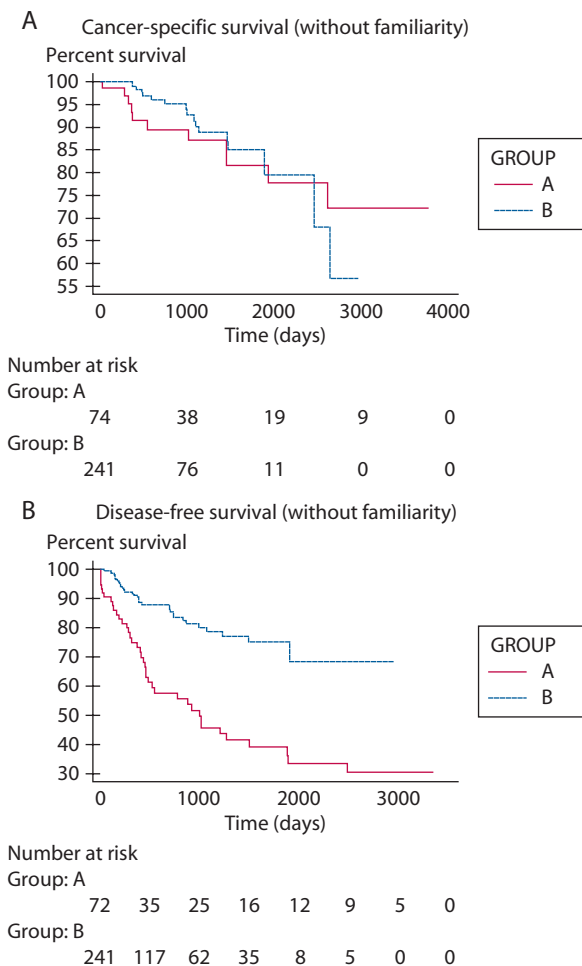 A Cancer-specific survival (without familiarity)
Percent survival
100
95
90
85
80
75
70
65
60
55
0 1000 2000 3000 4000
Time (days)
GROUP
A
B
Number at risk
Group: A
74 38 19 9 0
Group: B
241 76 11 0 0
B Disease-free survival (without familiarity)
Percent survival
100
90
80
70
60
50
40
30
0 1000 2000 3000
Time (days)
GROUP
A
B
Number at risk
Group: A
72 35 25 16 12 9 5 0
Group: B
241 117 62 35 8 5 0 0